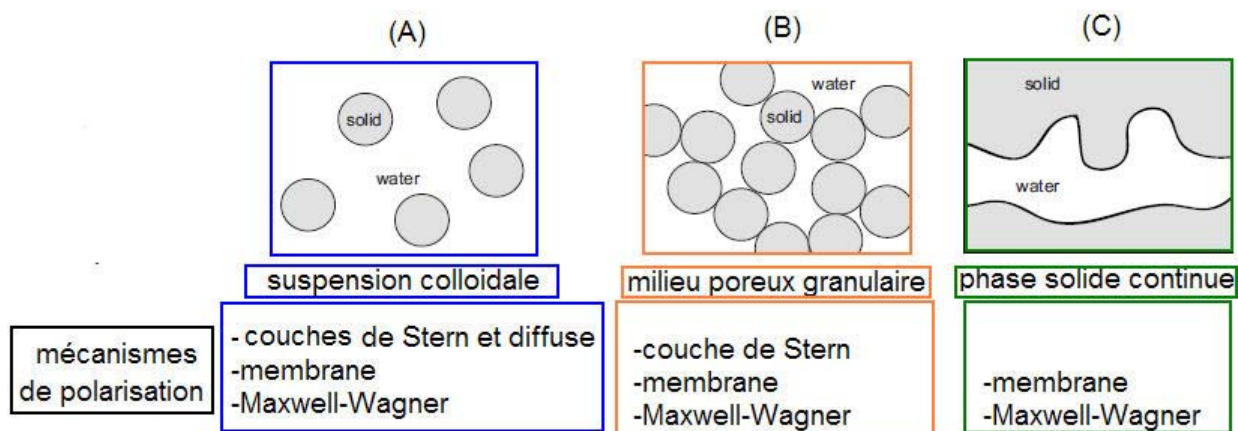 (A)
(B)
(C)
solid
water
water
solid
solid
water
suspension colloidale
milieu poreux granulaire
phase solide continue
mécanismes
de polarisation
- couches de Stern et diffuse
-membrane
-Maxwell-Wagner
-couche de Stern
-membrane
-Maxwell-Wagner
-membrane
-Maxwell-Wagner